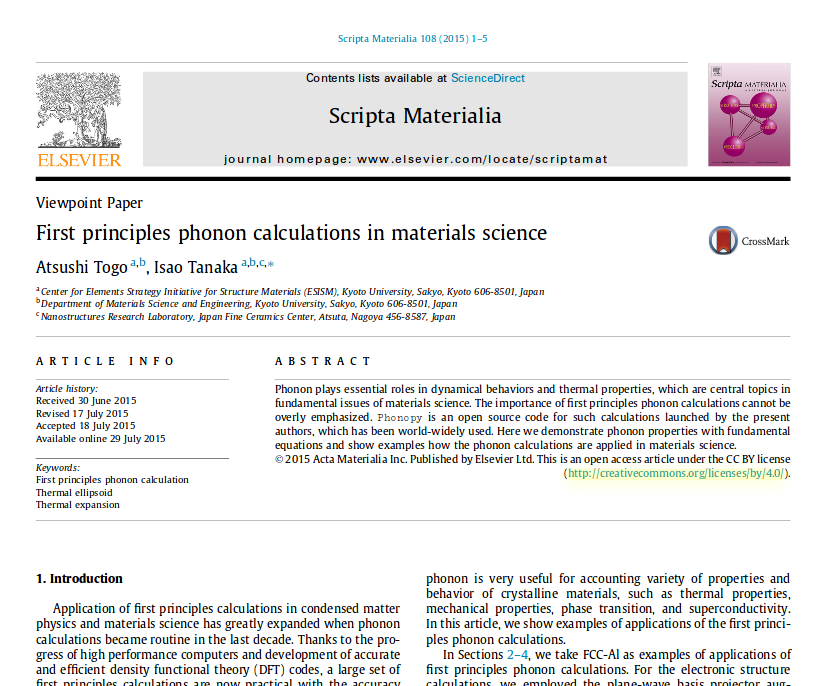 Scripta Materialia 108 (2015) 1–5
Contents lists available at ScienceDirect
Scripta Materialia
journal homepage: www.elsevier.com/locate/scriptamat
ELSEVIER
Scripta MATERIALIA
Viewpoint Paper
First principles phonon calculations in materials science
CrossMark
Atsushi Togo a,b, Isao Tanaka a,b,c,*
a Center for Elements Strategy Initiative for Structure Materials (ESISM), Kyoto University, Sakyo, Kyoto 606-8501, Japan
b Department of Materials Science and Engineering, Kyoto University, Sakyo, Kyoto 606-8501, Japan
c Nanostructures Research Laboratory, Japan Fine Ceramics Center, Atsuta, Nagoya 456-8587, Japan
ARTICLE INFO
Article history:
Received 30 June 2015
Revised 17 July 2015
Accepted 18 July 2015
Available online 29 July 2015
Keywords:
First principles phonon calculation
Thermal ellipsoid
Thermal expansion
ABSTRACT
Phonon plays essential roles in dynamical behaviors and thermal properties, which are central topics in
fundamental issues of materials science. The importance of first principles phonon calculations cannot be
overly emphasized. Phonopy is an open source code for such calculations launched by the present
authors, which has been world-widely used. Here we demonstrate phonon properties with fundamental
equations and show examples how the phonon calculations are applied in materials science.
© 2015 Acta Materialia Inc. Published by Elsevier Ltd. This is an open access article under the CC BY license
(http://creativecommons.org/licenses/by/4.0/).
1. Introduction
Application of first principles calculations in condensed matter
physics and materials science has greatly expanded when phonon
calculations became routine in the last decade. Thanks to the pro-
gress of high performance computers and development of accurate
and efficient density functional theory (DFT) codes, a large set of
first principles calculations are now practical with the accuracy
phonon is very useful for accounting variety of properties and
behavior of crystalline materials, such as thermal properties,
mechanical properties, phase transition, and superconductivity.
In this article, we show examples of applications of the first princi-
ples phonon calculations.
In Sections 2–4, we take FCC-Al as examples of applications of
first principles phonon calculations. For the electronic structure
calculations, we employed the plane-wave basis projector aug-